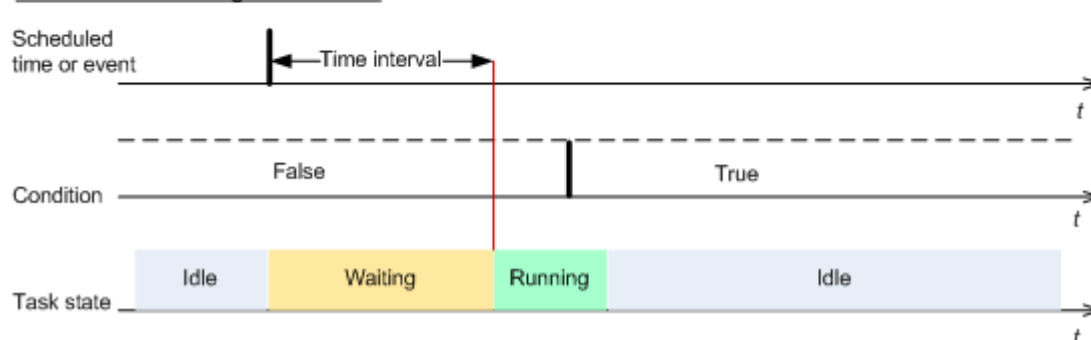 Scheduled
time or event
Time interval
t
False
True
Condition
t
Idle
Waiting
Running
Idle
Task state
t